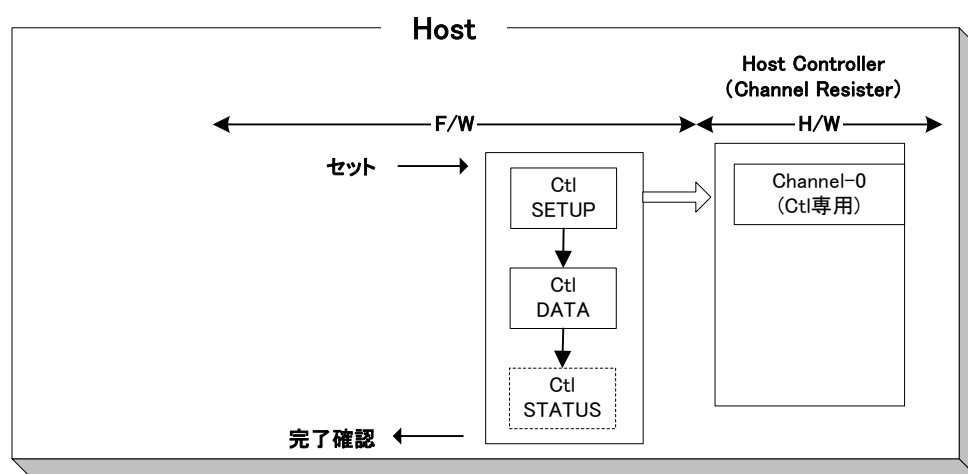 Host
Host Controller
(Channel Resister)
F/W
H/W
セット
Ctl
SETUP
Channel-0
(Ctl専用)
Ctl
DATA
Ctl
STATUS
完了確認